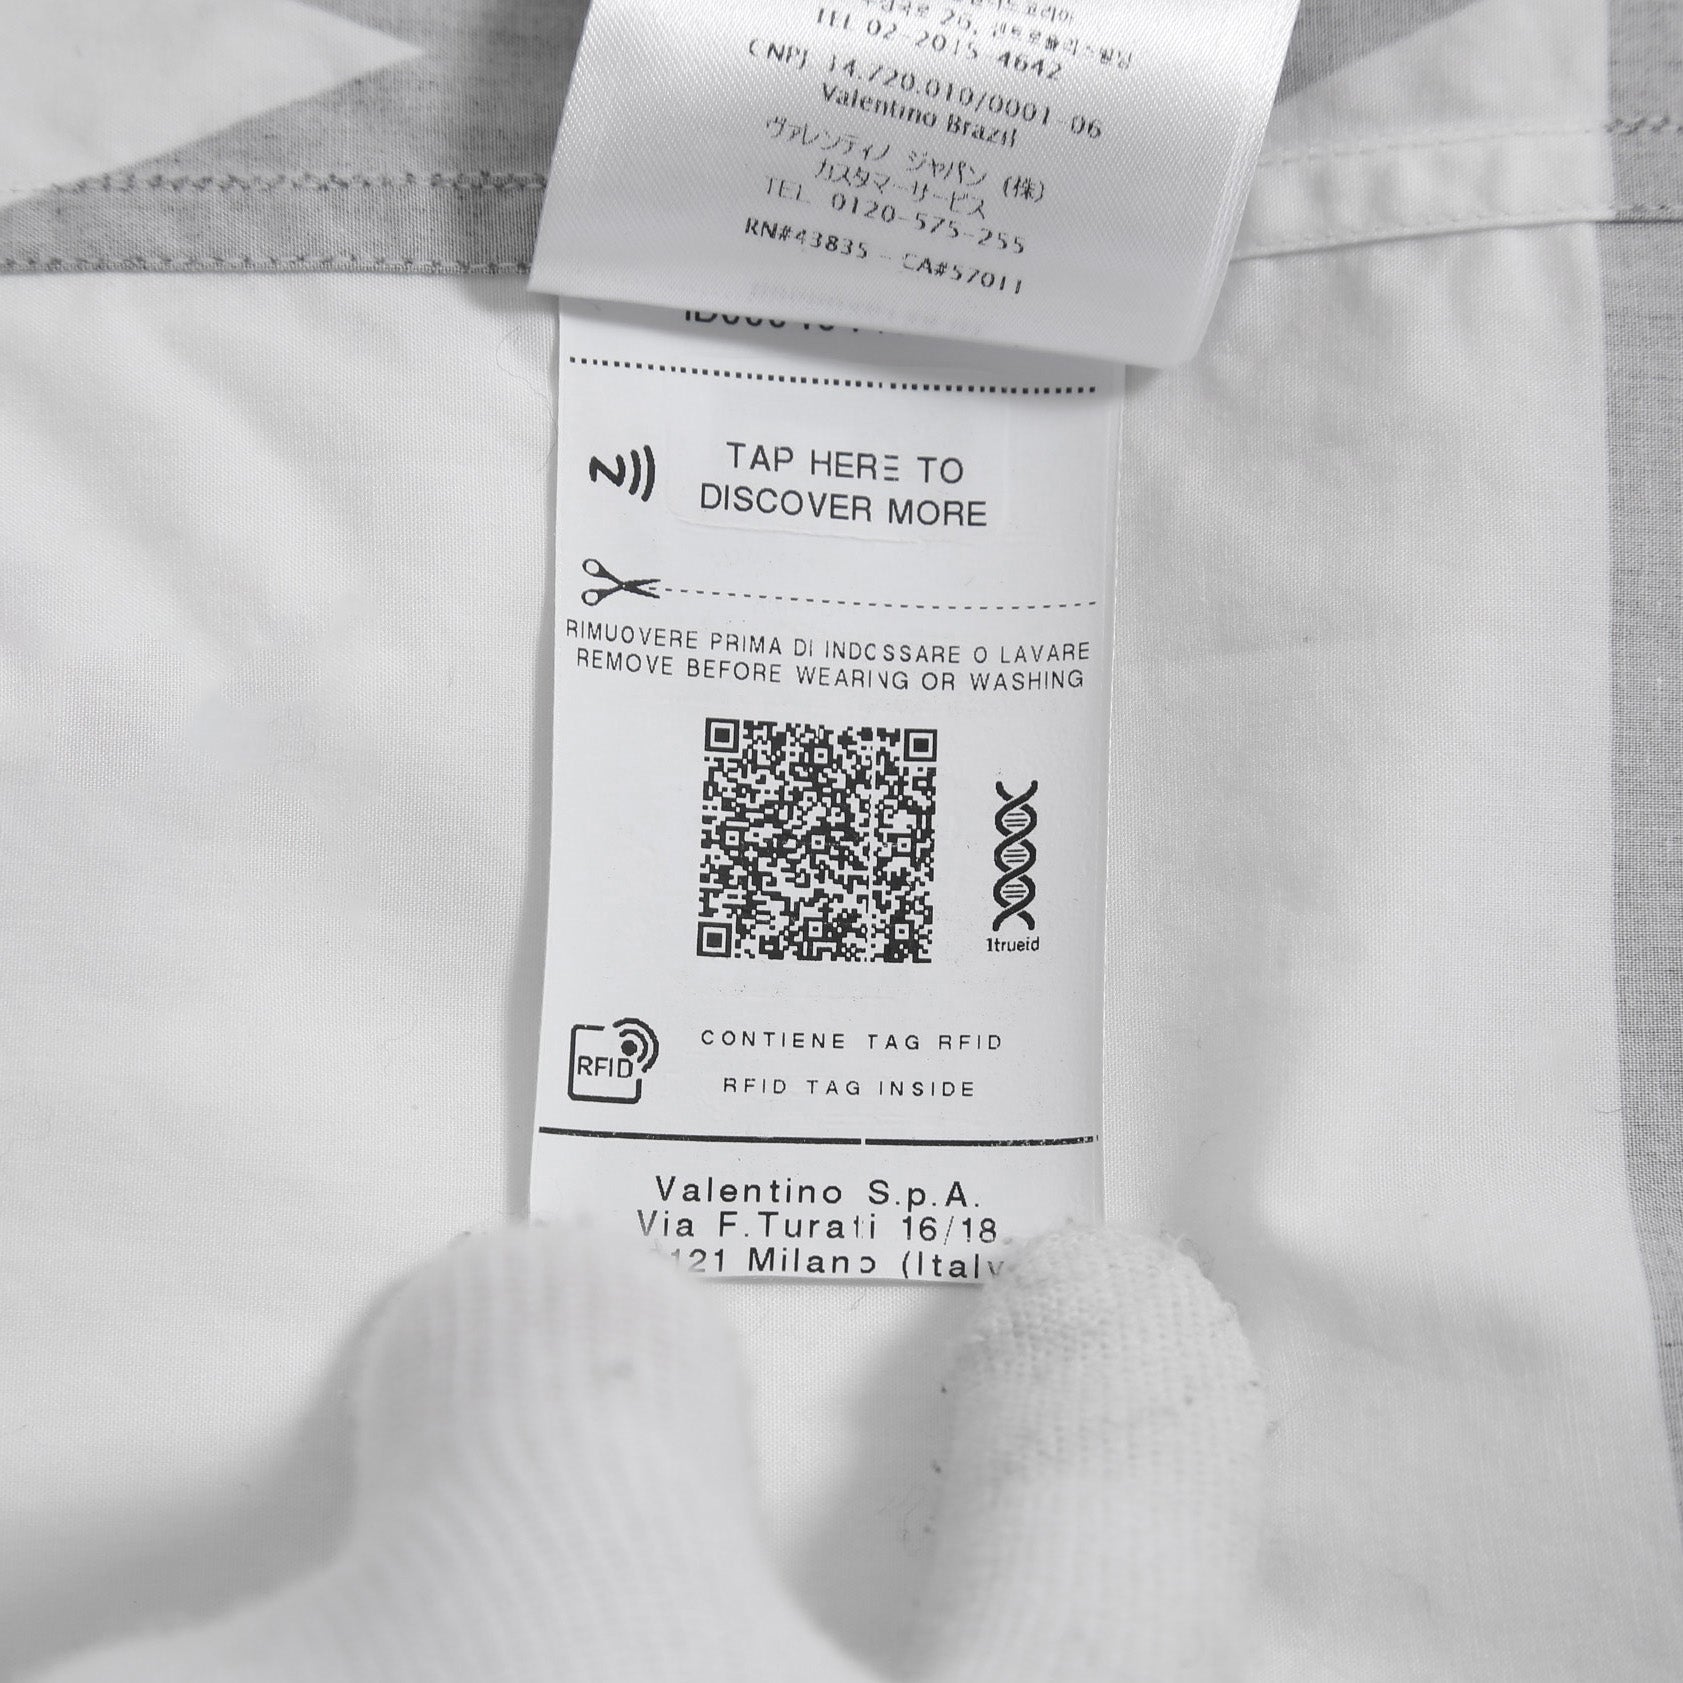 TEL 02-2015-4642
CNPJ 14.720.010/0001-06
Valentino Brazil
ヴァレンティノ ジャパン (株)
カスタマーサービス
TEL 0120-575-255
RN#43835 - CA#57011
TAP HERE TO
DISCOVER MORE
RIMUOVERE PRIMA DI INDOSSARE O LAVARE
REMOVE BEFORE WEARING OR WASHING
1trueid
RFID
CONTIENE TAG RFID
RFID TAG INSIDE
Valentino S.p.A.
Via F.Turati 16/18
121 Milano (Italy